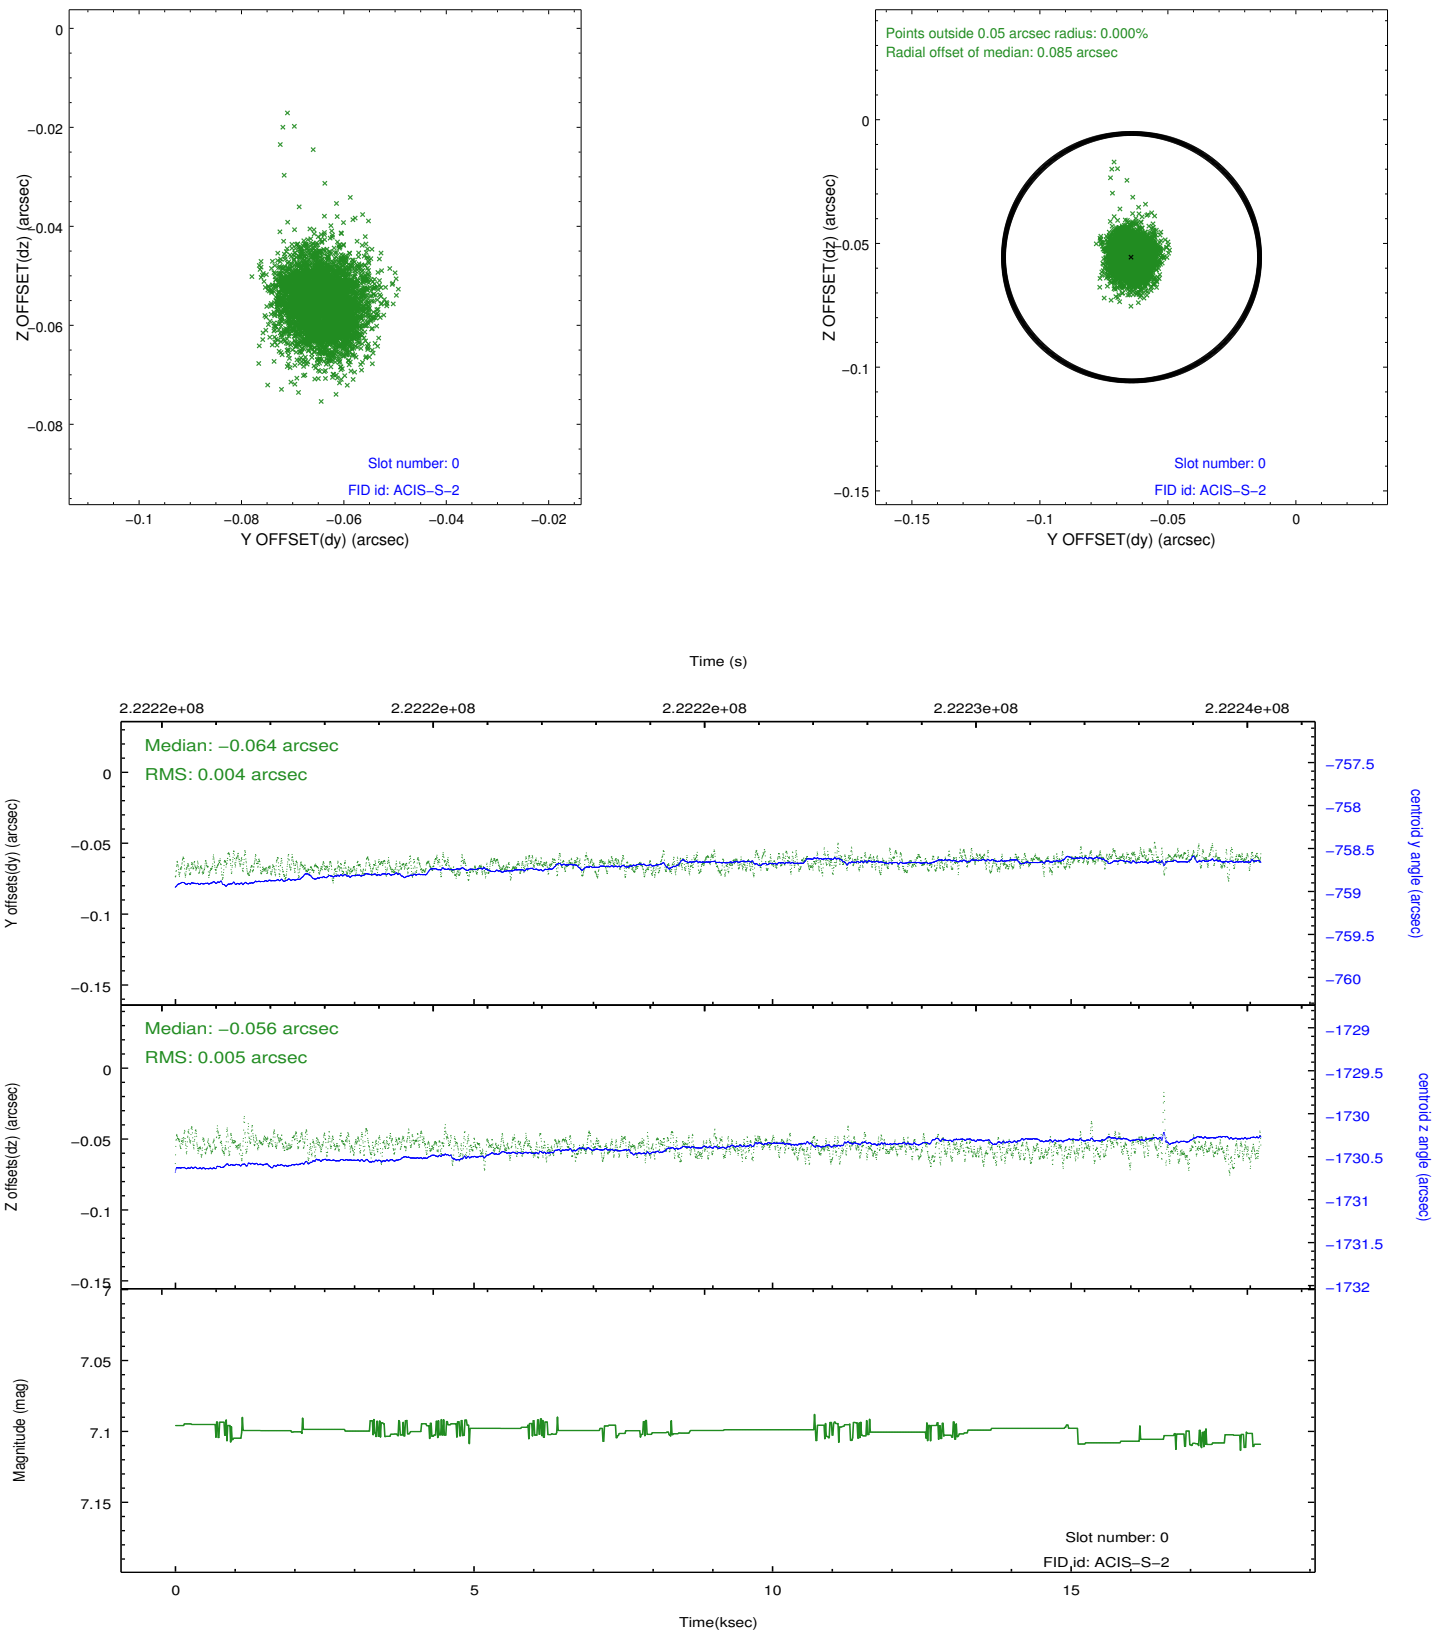 0
−0.02
−0.04
−0.06
−0.08
Z OFFSET(dz) (arcsec)
−0.1
−0.08
−0.06
−0.04
−0.02
Y OFFSET(dy) (arcsec)
Slot number: 0
FID id: ACIS−S−2
Points outside 0.05 arcsec radius: 0.000%
Radial offset of median: 0.085 arcsec
0
−0.05
−0.1
−0.15
Z OFFSET(dz) (arcsec)
Slot number: 0
FID id: ACIS−S−2
−0.15
−0.1
−0.05
0
Y OFFSET(dy) (arcsec)
Time (s)
2.2222e+08
2.2222e+08
2.2222e+08
2.2223e+08
2.2224e+08
Median: −0.064 arcsec
RMS: 0.004 arcsec
0
−0.05
−0.1
−0.15
Y offsets(dy) (arcsec)
−757.5
−758
−758.5
−759
−759.5
−760
centroid y angle (arcsec)
Median: −0.056 arcsec
RMS: 0.005 arcsec
0
−0.05
−0.1
−0.15
Z offsets(dz) (arcsec)
−1729
−1729.5
−1730
−1730.5
−1731
−1731.5
−1732
centroid z angle (arcsec)
7
7.05
7.1
7.15
Magnitude (mag)
Slot number: 0
FID id: ACIS−S−2
0
5
10
15
Time(ksec)